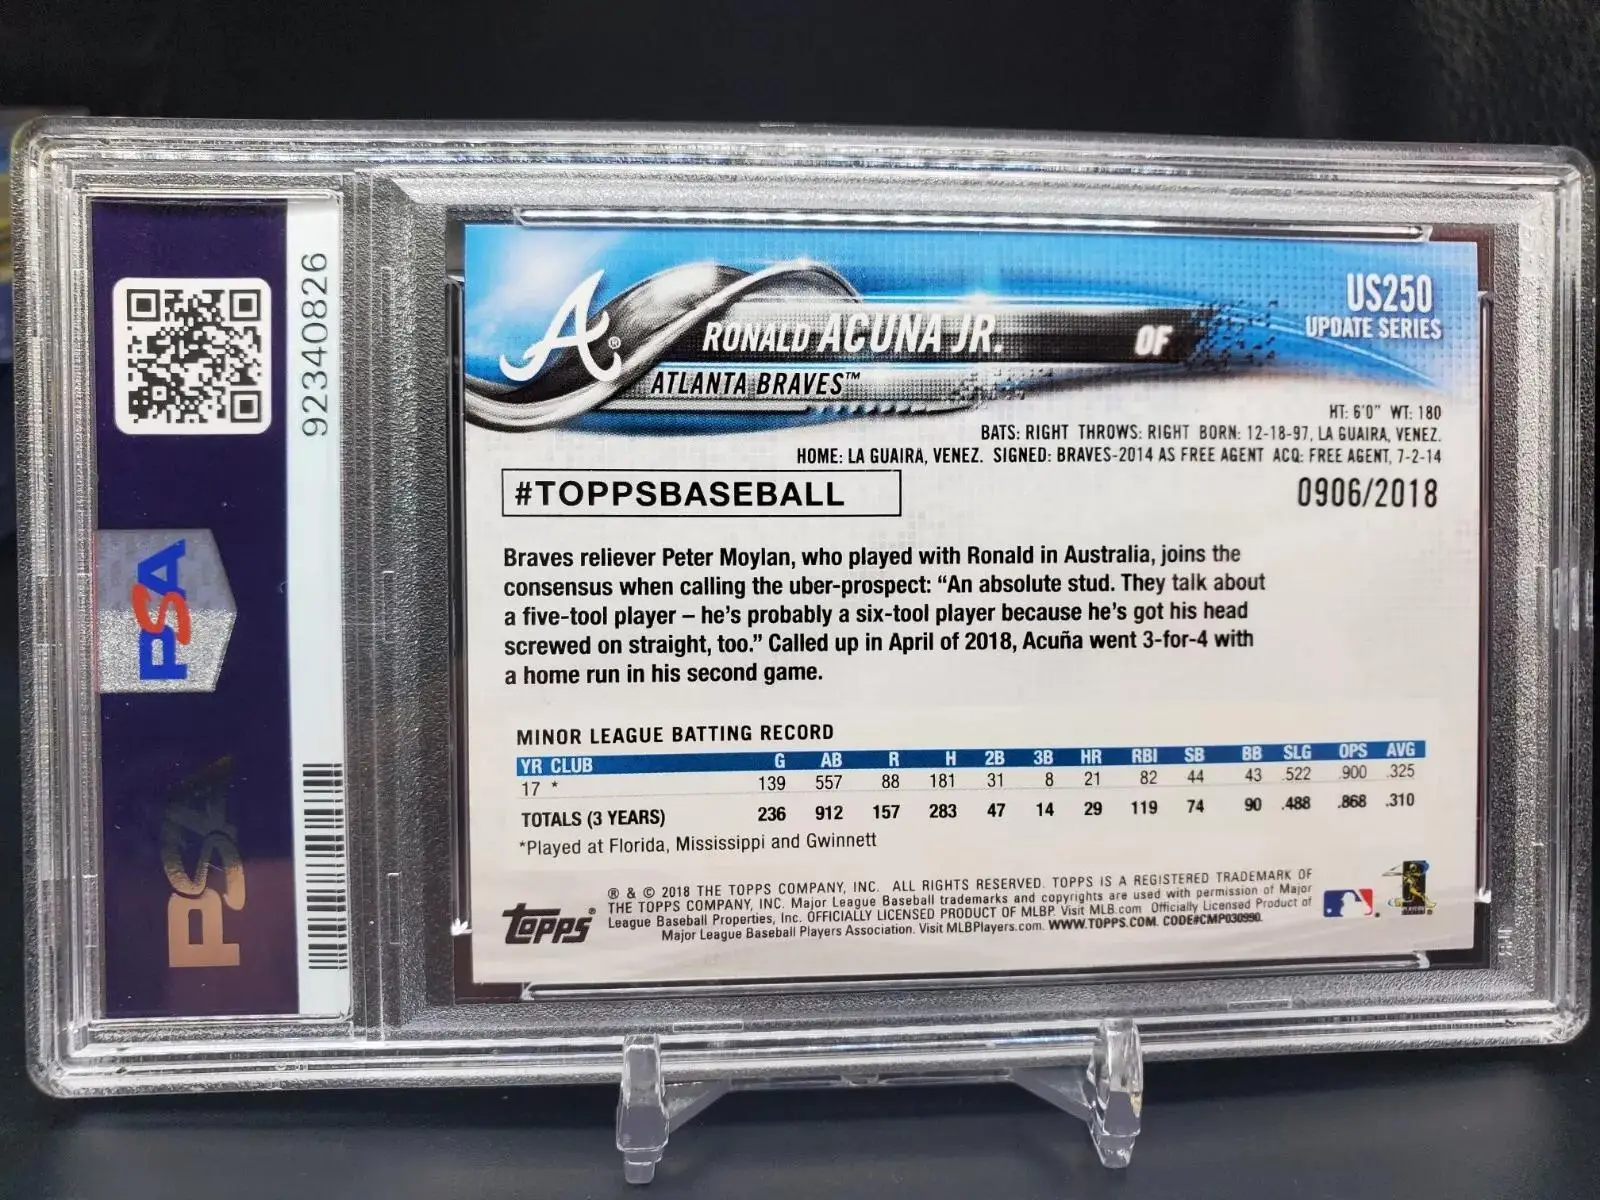 92340826
PSA
PSA
A®
RONALD ACUNA JR.
OF
US250
UPDATE SERIES
ATLANTA BRAVES™
HT: 6'0" WT: 180
BATS: RIGHT THROWS: RIGHT BORN: 12-18-97, LA GUAIRA, VENEZ.
HOME: LA GUAIRA, VENEZ. SIGNED: BRAVES-2014 AS FREE AGENT ACQ: FREE AGENT, 7-2-14
#TOPPSBASEBALL
0906/2018
Braves reliever Peter Moylan, who played with Ronald in Australia, joins the
consensus when calling the uber-prospect: “An absolute stud. They talk about
a five-tool player – he’s probably a six-tool player because he’s got his head
screwed on straight, too.” Called up in April of 2018, Acuña went 3-for-4 with
a home run in his second game.
MINOR LEAGUE BATTING RECORD
YR CLUB G AB R H 2B 3B HR RBI SB BB SLG OPS AVG
17 * 139 557 88 181 31 8 21 82 44 43 .522 .900 .325
TOTALS (3 YEARS) 236 912 157 283 47 14 29 119 74 90 .488 .868 .310
*Played at Florida, Mississippi and Gwinnett
topps®
® & © 2018 THE TOPPS COMPANY, INC. ALL RIGHTS RESERVED. TOPPS IS A REGISTERED TRADEMARK OF
THE TOPPS COMPANY, INC. Major League Baseball trademarks and copyrights are used with permission of Major
League Baseball Properties, Inc. OFFICIALLY LICENSED PRODUCT OF MLBP. Visit MLB.com Officially Licensed Product of
Major League Baseball Players Association. Visit MLBPlayers.com. WWW.TOPPS.COM. CODE#CMP030990.